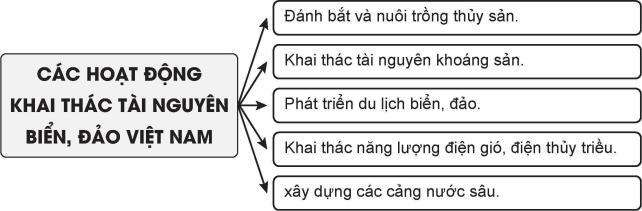 CÁC HOẠT ĐỘNG
KHAI THÁC TÀI NGUYÊN
BIỂN, ĐẢO VIỆT NAM
Đánh bắt và nuôi trồng thủy sản.
Khai thác tài nguyên khoáng sản.
Phát triển du lịch biển, đảo.
Khai thác năng lượng điện gió, điện thủy triều.
xây dựng các cảng nước sâu.